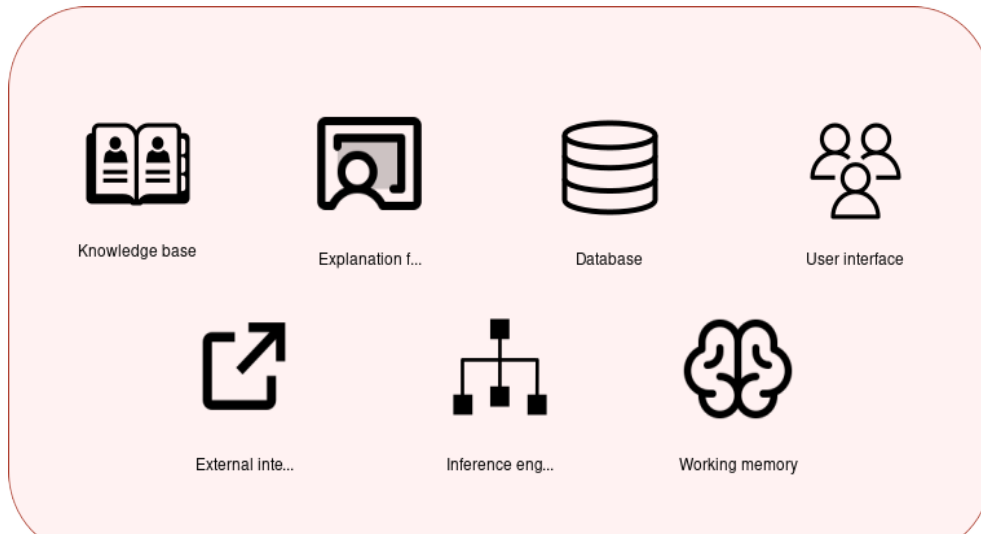 Knowledge base
Explanation f...
Database
User interface
External inte...
Inference eng...
Working memory